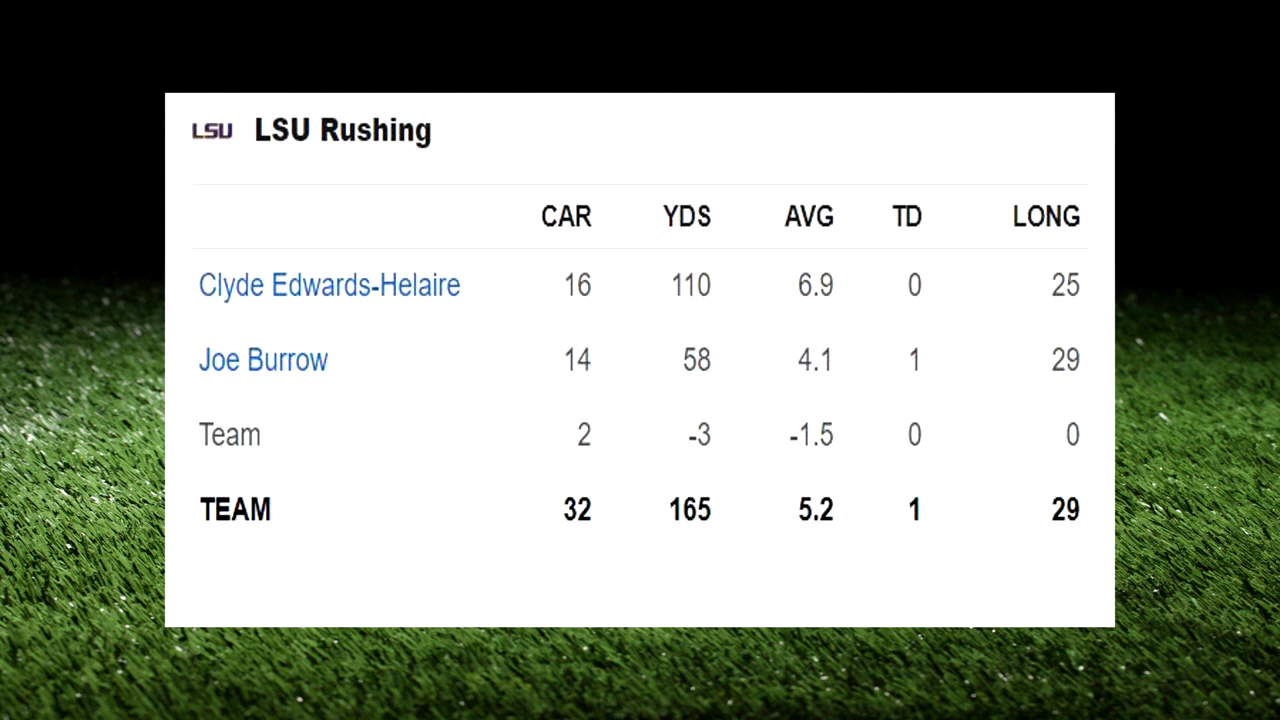 LSU LSU Rushing
CAR YDS AVG TD LONG
Clyde Edwards-Helaire 16 110 6.9 0 25
Joe Burrow 14 58 4.1 1 29
Team 2 -3 -1.5 0 0
TEAM 32 165 5.2 1 29